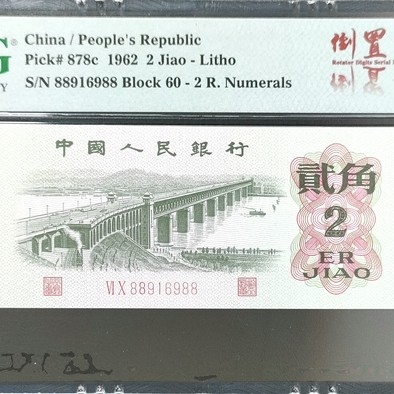 China / People's Republic
Pick# 878c 1962 2 Jiao - Litho
S/N 88916988 Block 60 - 2 R. Numerals
倒置
Rotator Digits Serial
中國人民銀行
貳角
2
ER
JIAO
VI X 88916988